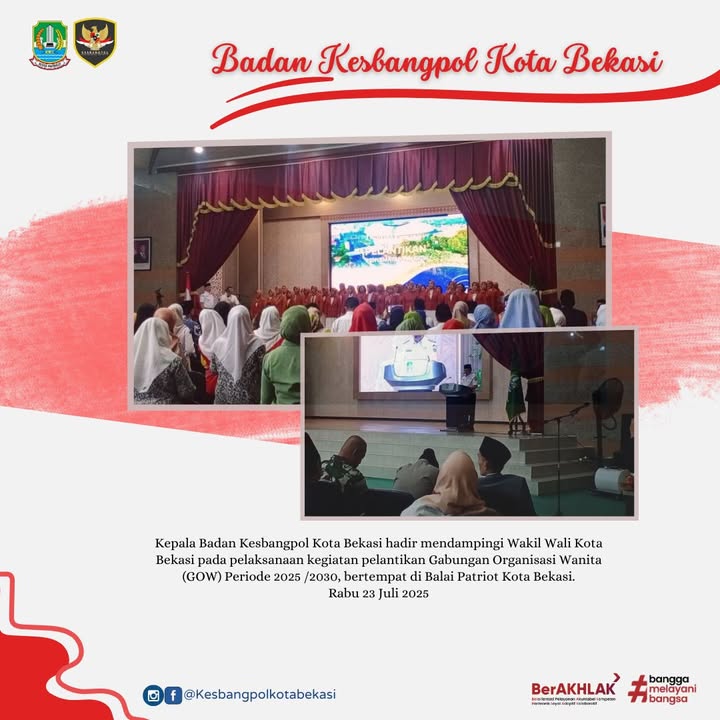 Badan Kesbangpol Kota Bekasi
PELANTIKAN
Kepala Badan Kesbangpol Kota Bekasi hadir mendampingi Wakil Wali Kota
Bekasi pada pelaksanaan kegiatan pelantikan Gabungan Organisasi Wanita
(GOW) Periode 2025 /2030, bertempat di Balai Patriot Kota Bekasi.
Rabu 23 Juli 2025
@Kesbangpolkotabekasi
BerAKHLAK
#bangga
melayani
bangsa